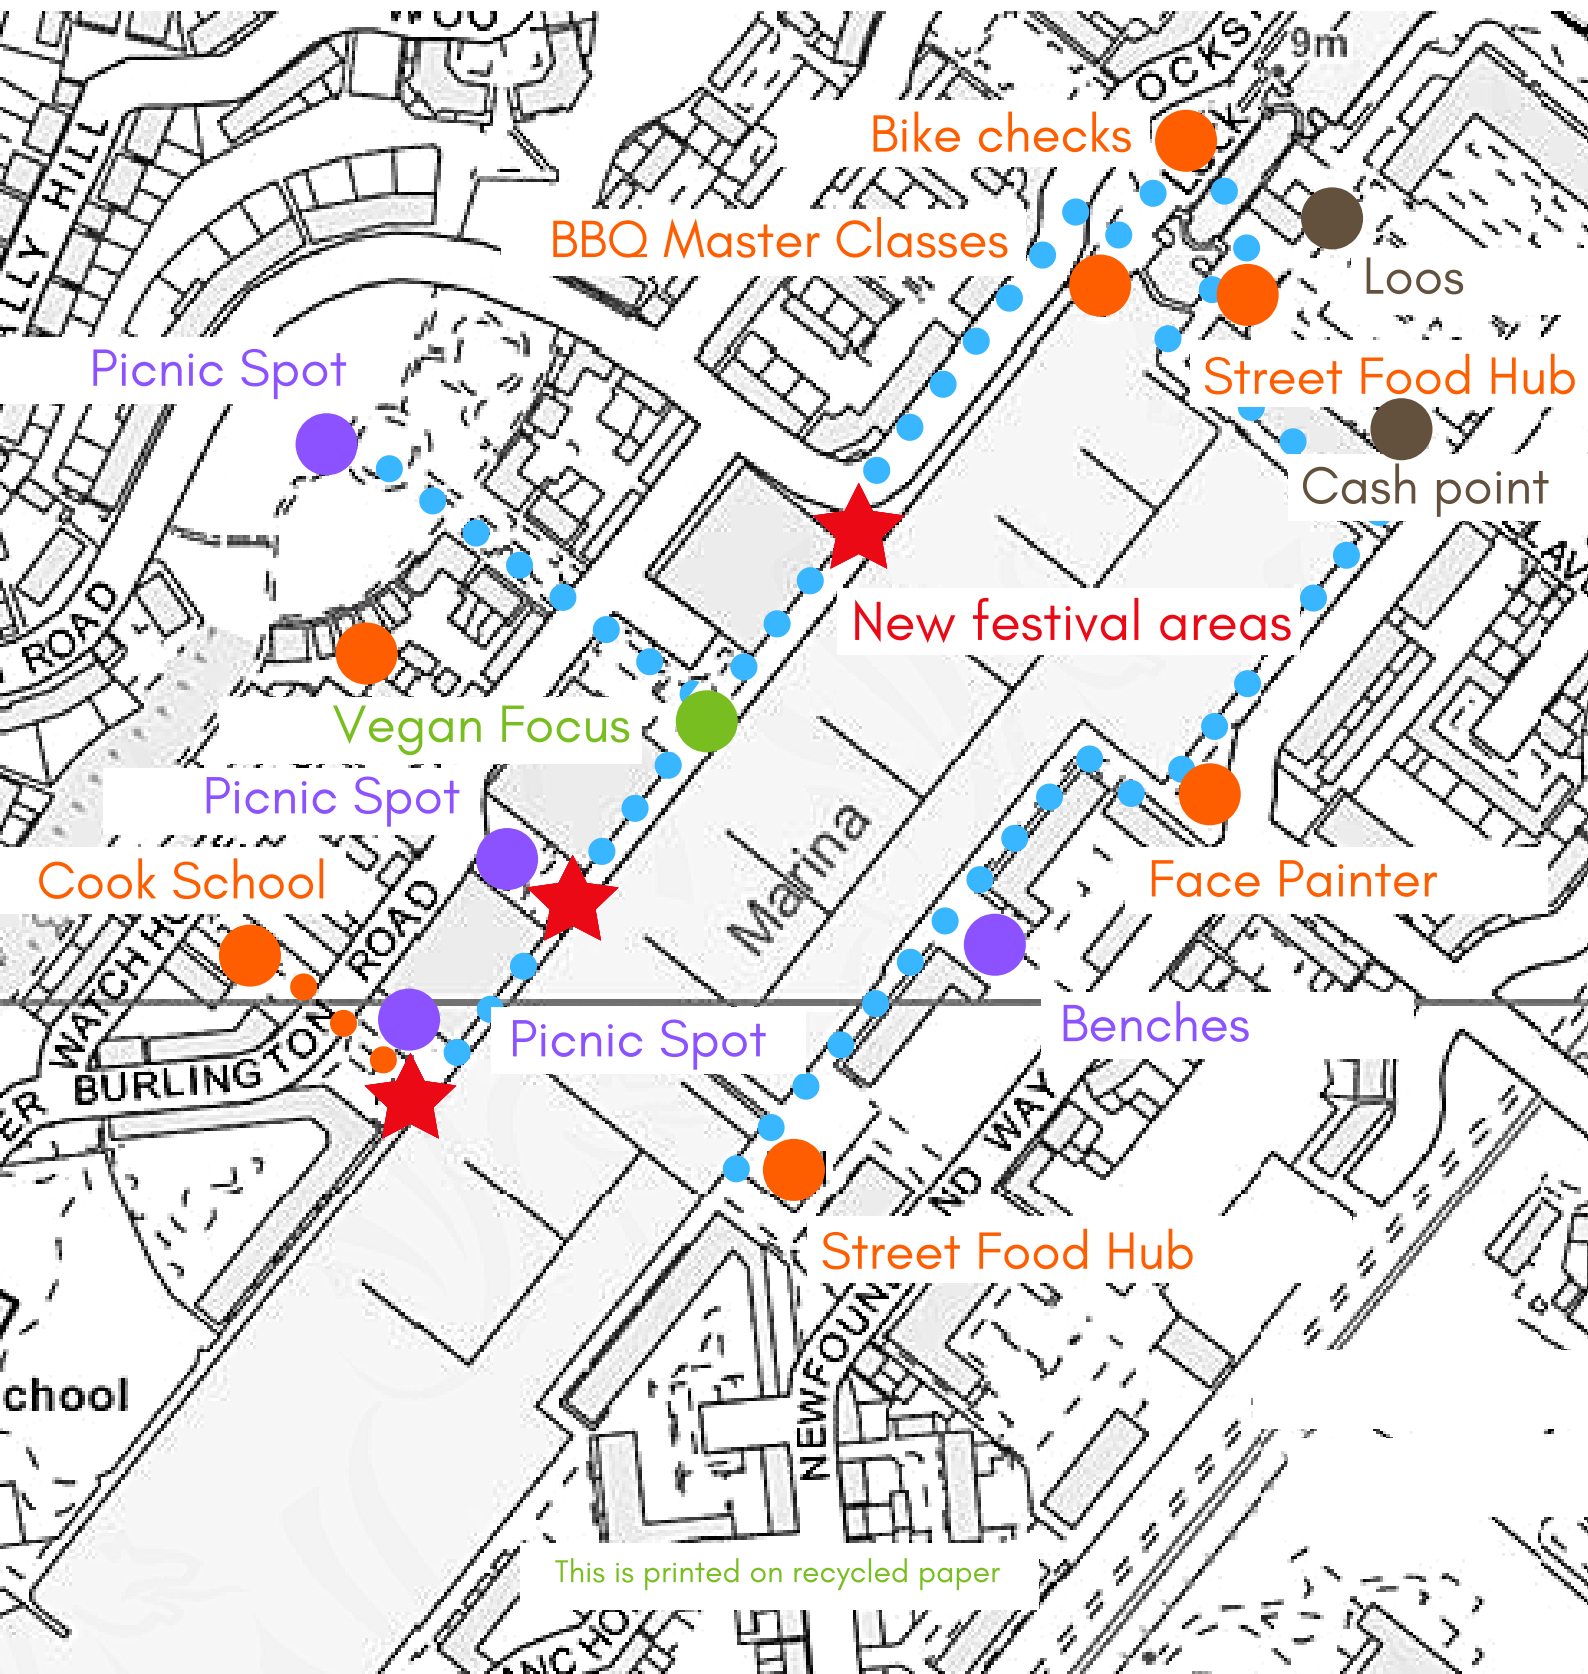 9m
Bike checks
BBQ Master Classes
Loos
Picnic Spot
Street Food Hub
Cash point
ROAD
New festival areas
Vegan Focus
Picnic Spot
Marina
Cook School
ROAD
Face Painter
Picnic Spot
Benches
BURLINGTON
WAY
Street Food Hub
This is printed on recycled paper